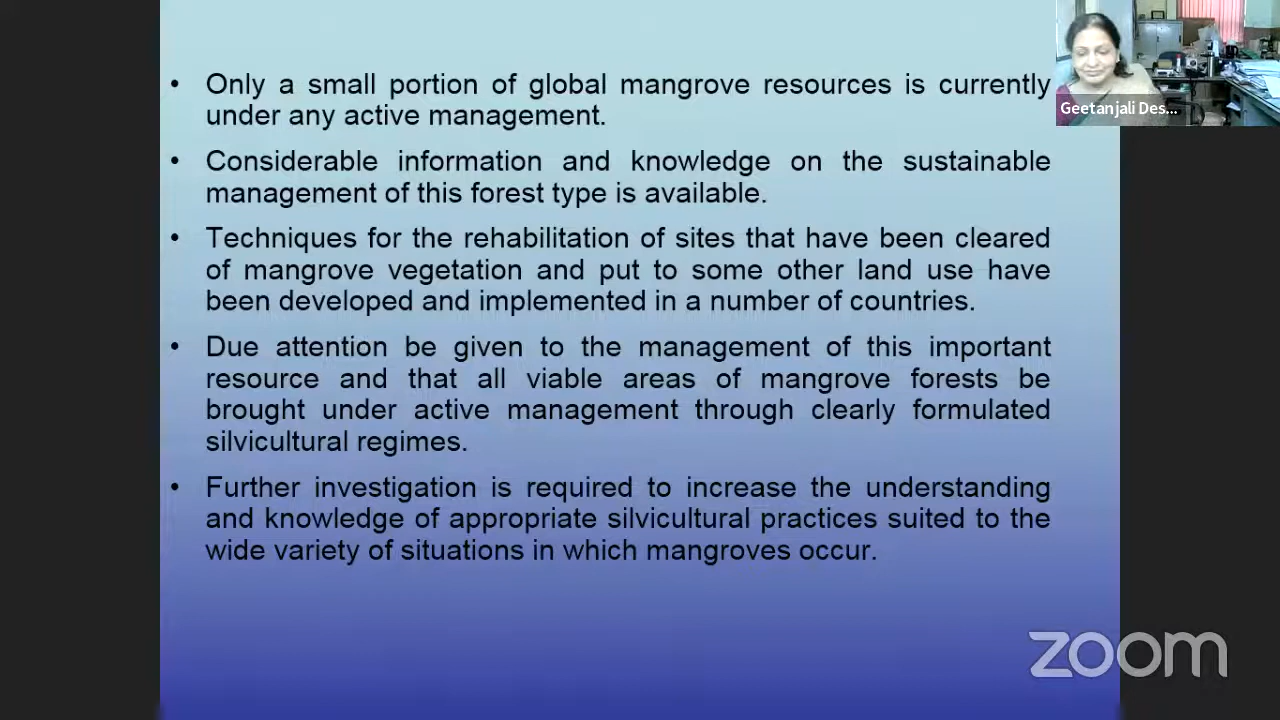 • Only a small portion of global mangrove resources is currently
under any active management.
• Considerable information and knowledge on the sustainable
management of this forest type is available.
• Techniques for the rehabilitation of sites that have been cleared
of mangrove vegetation and put to some other land use have
been developed and implemented in a number of countries.
• Due attention be given to the management of this important
resource and that all viable areas of mangrove forests be
brought under active management through clearly formulated
silvicultural regimes.
• Further investigation is required to increase the understanding
and knowledge of appropriate silvicultural practices suited to the
wide variety of situations in which mangroves occur.
Geetanjali Des...
zoom